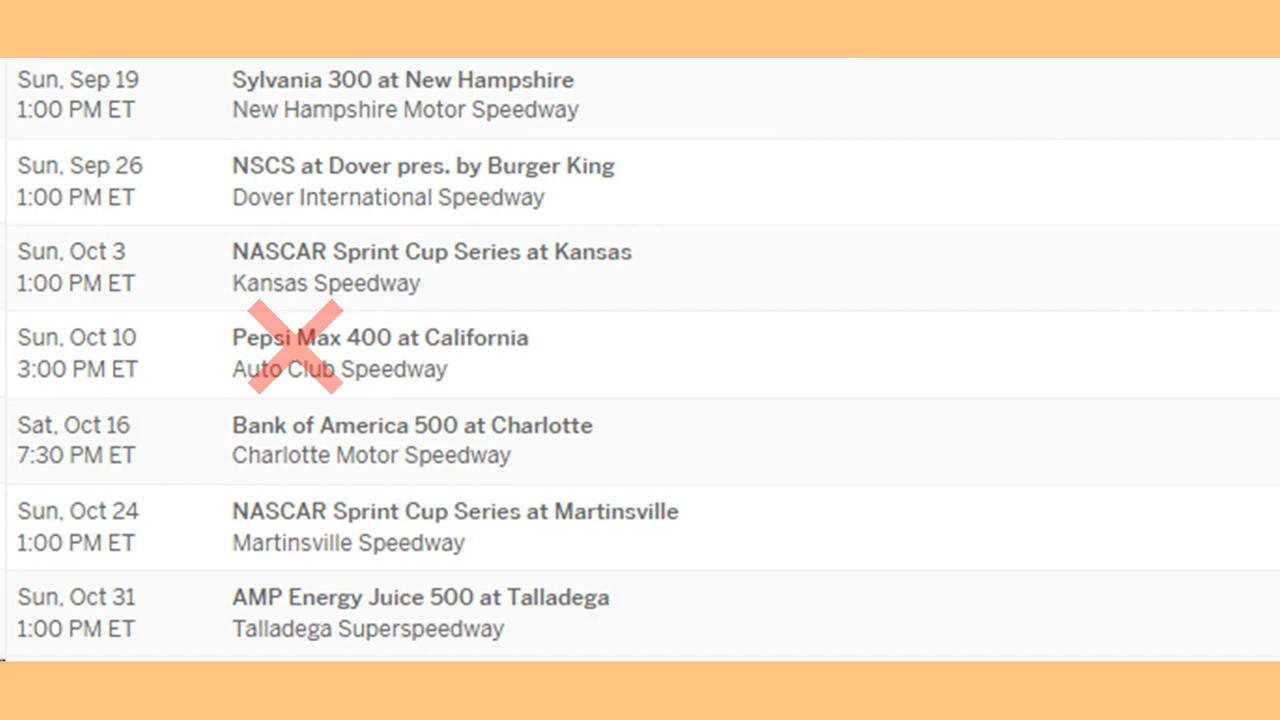 Sun, Sep 19 Sylvania 300 at New Hampshire
1:00 PM ET New Hampshire Motor Speedway
Sun, Sep 26 NSCS at Dover pres. by Burger King
1:00 PM ET Dover International Speedway
Sun, Oct 3 NASCAR Sprint Cup Series at Kansas
1:00 PM ET Kansas Speedway
Sun, Oct 10 Pepsi Max 400 at California
3:00 PM ET Auto Club Speedway
Sat, Oct 16 Bank of America 500 at Charlotte
7:30 PM ET Charlotte Motor Speedway
Sun, Oct 24 NASCAR Sprint Cup Series at Martinsville
1:00 PM ET Martinsville Speedway
Sun, Oct 31 AMP Energy Juice 500 at Talladega
1:00 PM ET Talladega Superspeedway